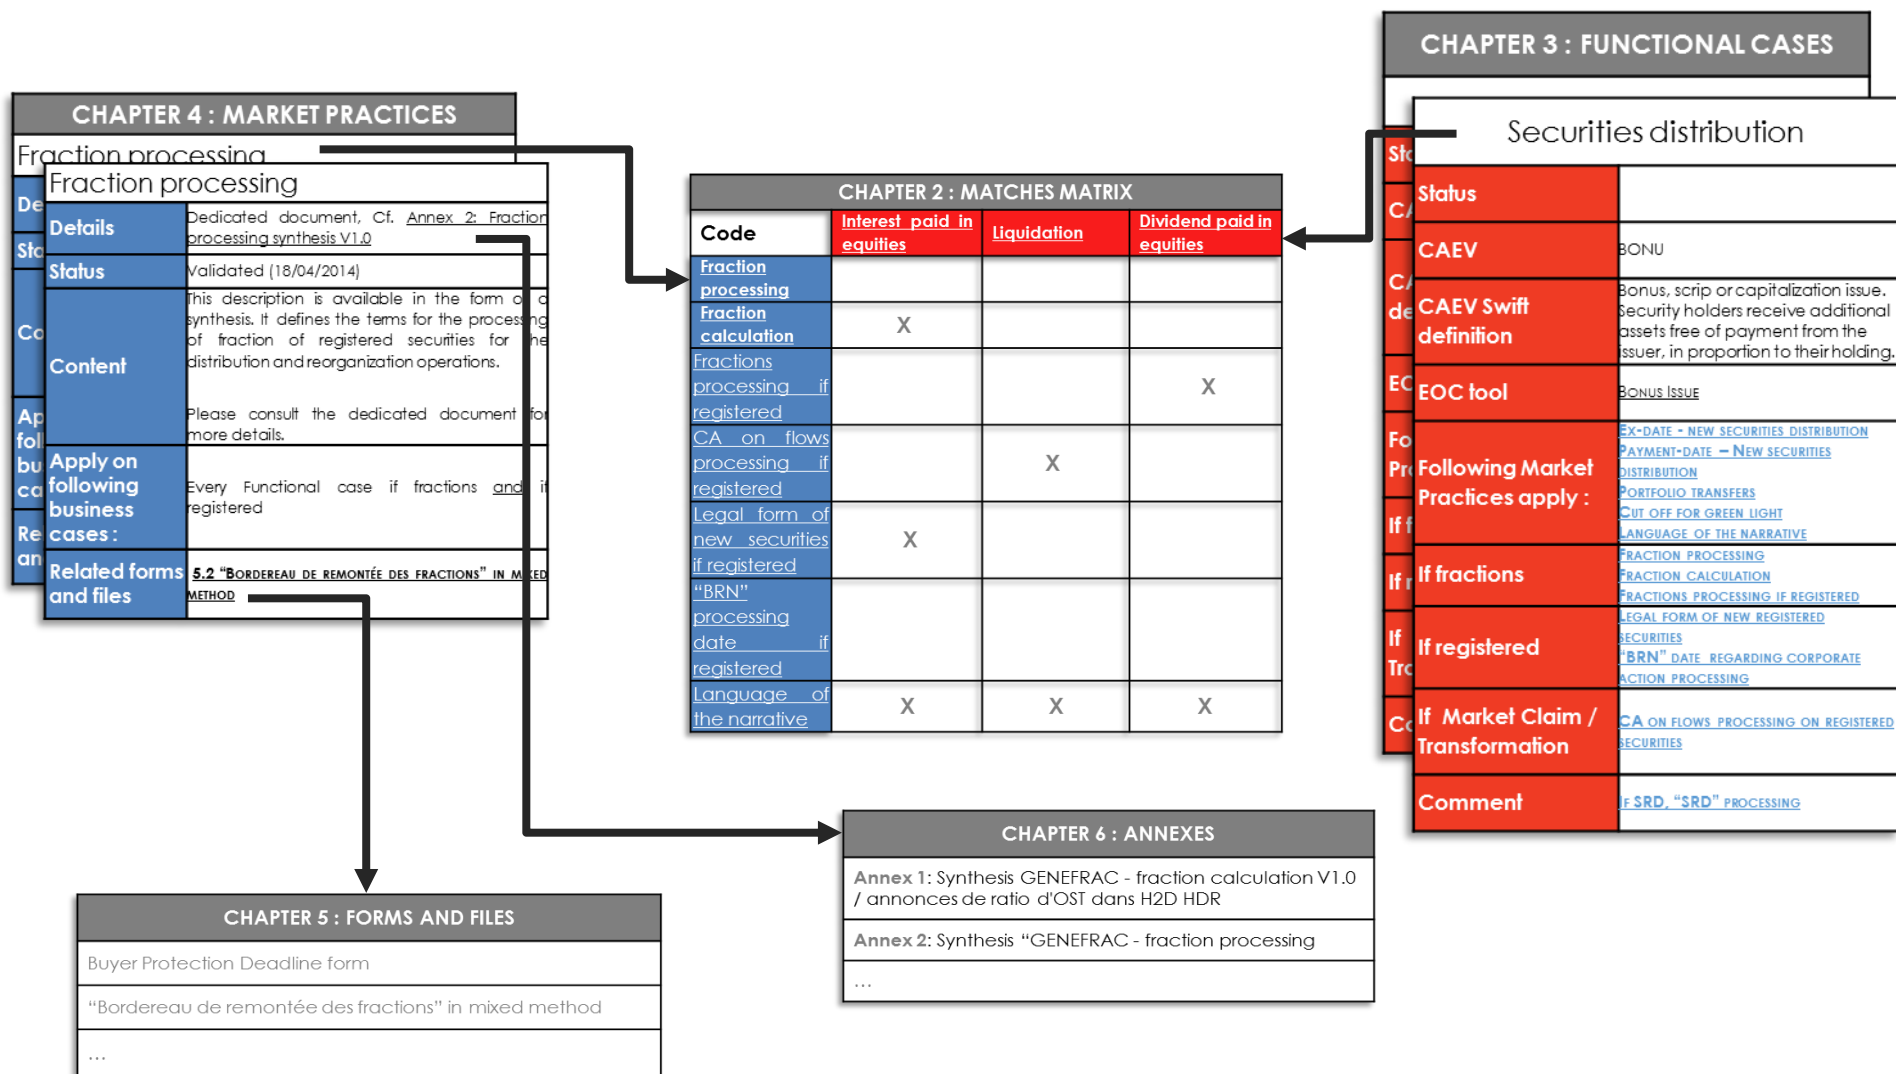 CHAPTER 3 : FUNCTIONAL CASES
CHAPTER 4 : MARKET PRACTICES
Fraction processing
Fraction processing
Details
Dedicated document, Cf. Annex 2: Fraction
processing synthesis V1.0
Status
Validated (18/04/2014)
Content
This description is available in the form of a
synthesis. It defines the terms for the processing
of fraction of registered securities for the
distribution and reorganization operations.
Please consult the dedicated document for
more details.
Apply on
following
business
cases :
Every Functional case if fractions and if
registered
Related forms
and files
5.2 “BORDEREAU DE REMONTÉE DES FRACTIONS” IN MIXED
METHOD
CHAPTER 2 : MATCHES MATRIX
Code
Interest paid in
equities
Liquidation
Dividend paid in
equities
Fraction
processing
Fraction
calculation
X
Fractions
processing if
registered
X
CA on flows
processing if
registered
X
Legal form of
new securities
if registered
X
“BRN”
processing
date if
registered
Language of
the narrative
X X X
Securities distribution
Status
CAEV
BONU
CAEV Swift
definition
Bonus, scrip or capitalization issue.
Security holders receive additional
assets free of payment from the
issuer, in proportion to their holding.
EOC tool
BONUS ISSUE
Following Market
Practices apply :
EX-DATE - NEW SECURITIES DISTRIBUTION
PAYMENT-DATE – NEW SECURITIES
DISTRIBUTION
PORTFOLIO TRANSFERS
CUT OFF FOR GREEN LIGHT
LANGUAGE OF THE NARRATIVE
If fractions
FRACTION PROCESSING
FRACTION CALCULATION
FRACTIONS PROCESSING IF REGISTERED
If registered
LEGAL FORM OF NEW REGISTERED
SECURITIES
“BRN” DATE REGARDING CORPORATE
ACTION PROCESSING
If Market Claim /
Transformation
CA ON FLOWS PROCESSING ON REGISTERED
SECURITIES
Comment
IF SRD, “SRD” PROCESSING
CHAPTER 6 : ANNEXES
Annex 1: Synthesis GENEFRAC - fraction calculation V1.0
/ annonces de ratio d'OST dans H2D HDR
Annex 2: Synthesis “GENEFRAC - fraction processing
...
CHAPTER 5 : FORMS AND FILES
Buyer Protection Deadline form
“Bordereau de remontée des fractions” in mixed method
...